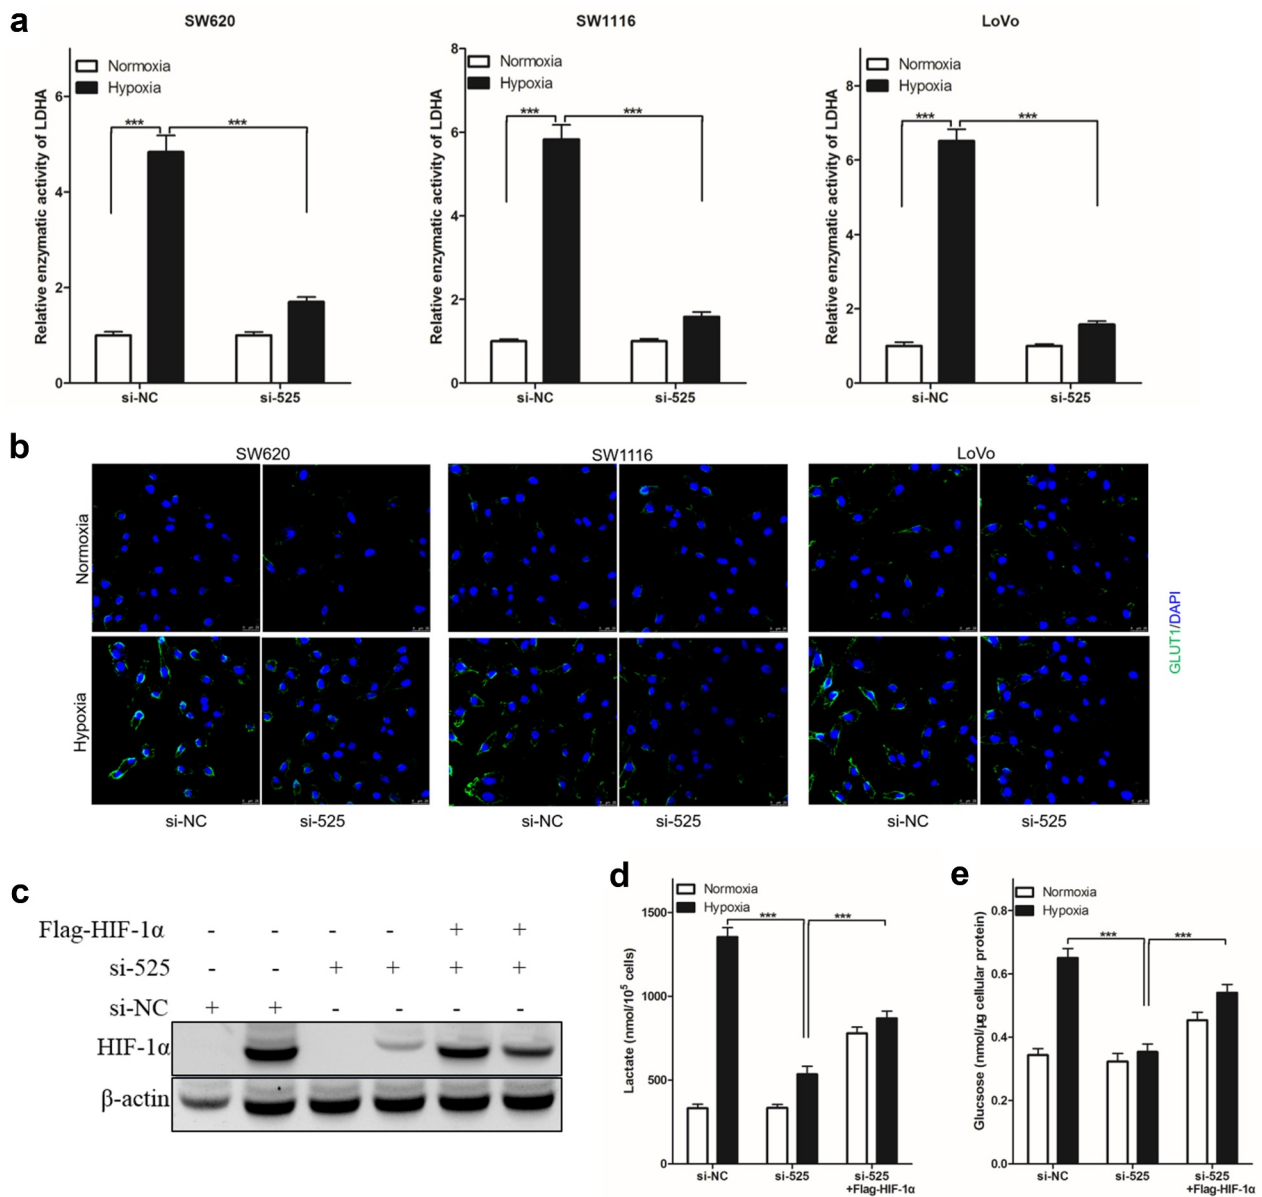 a
SW620
SW1116
LoVo
Relative enzymatic activity of LDHA
6
4
2
0
Normoxia
Hypoxia
***
***
si-NC
si-525
Relative enzymatic activity of LDHA
8
6
4
2
0
Normoxia
Hypoxia
***
***
si-NC
si-525
Relative enzymatic activity of LDHA
8
6
4
2
0
Normoxia
Hypoxia
***
***
si-NC
si-525
b
SW620
SW1116
LoVo
Normoxia
Hypoxia
GLUT1/DAPI
si-NC
si-525
si-NC
si-525
si-NC
si-525
c
Flag-HIF-1α - - - - + +
si-525 - - + + + +
si-NC + + - - - -
HIF-1α
β-actin
d
Lactate (nmol/10⁵ cells)
1500
1000
500
0
Normoxia
Hypoxia
***
***
si-NC
si-525
si-525
+Flag-HIF-1α
e
Glucose (nmol/μg cellular protein)
0.8
0.6
0.4
0.2
0.0
Normoxia
Hypoxia
***
***
si-NC
si-525
si-525
+Flag-HIF-1α